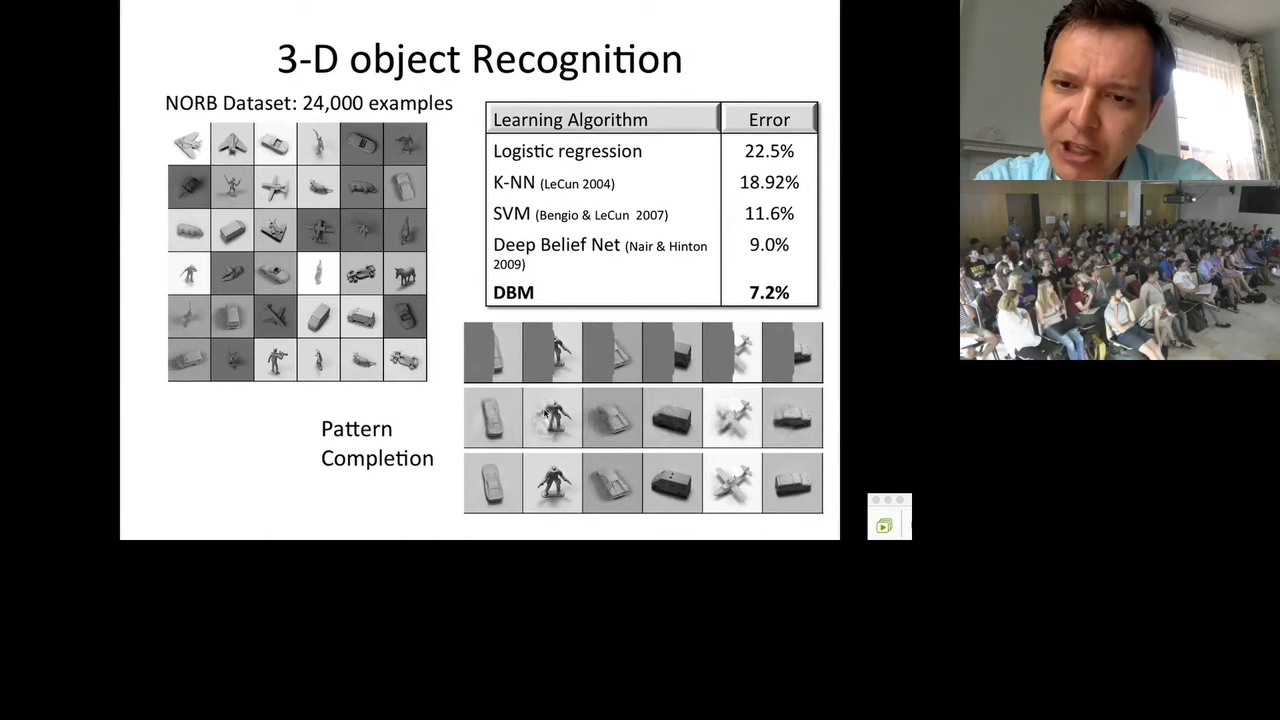 3-D object Recognition
NORB Dataset: 24,000 examples
Learning Algorithm Error
Logistic regression 22.5%
K-NN (LeCun 2004) 18.92%
SVM (Bengio & LeCun 2007) 11.6%
Deep Belief Net (Nair & Hinton 9.0%
2009)
DBM 7.2%
Pattern
Completion